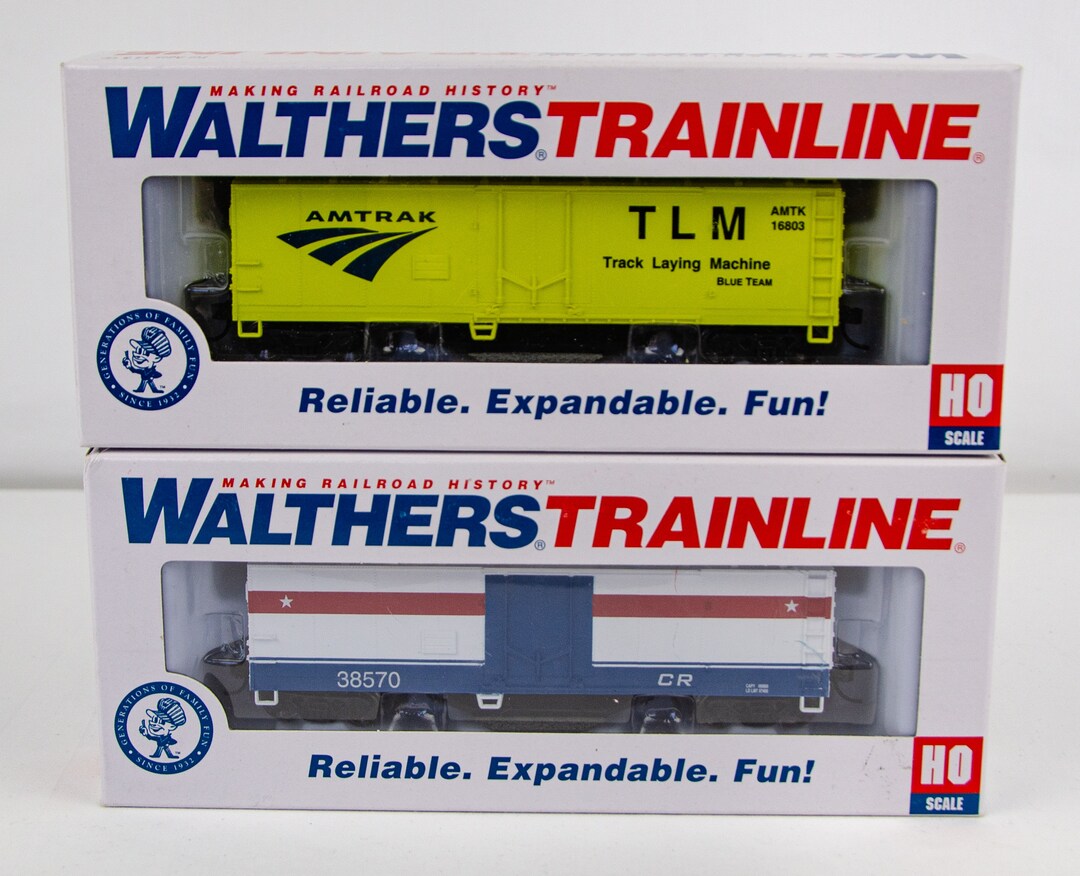 MAKING RAILROAD HISTORY™
WALTHERS® TRAINLINE®
AMTRAK
TLM
AMTK
16803
Track Laying Machine
BLUE TEAM
GENERATIONS OF FAMILY FUN
SINCE 1932
Reliable. Expandable. Fun!
HO
SCALE
MAKING RAILROAD HISTORY™
WALTHERS® TRAINLINE®
38570
CR
GENERATIONS OF FAMILY FUN
SINCE 1932
Reliable. Expandable. Fun!
HO
SCALE